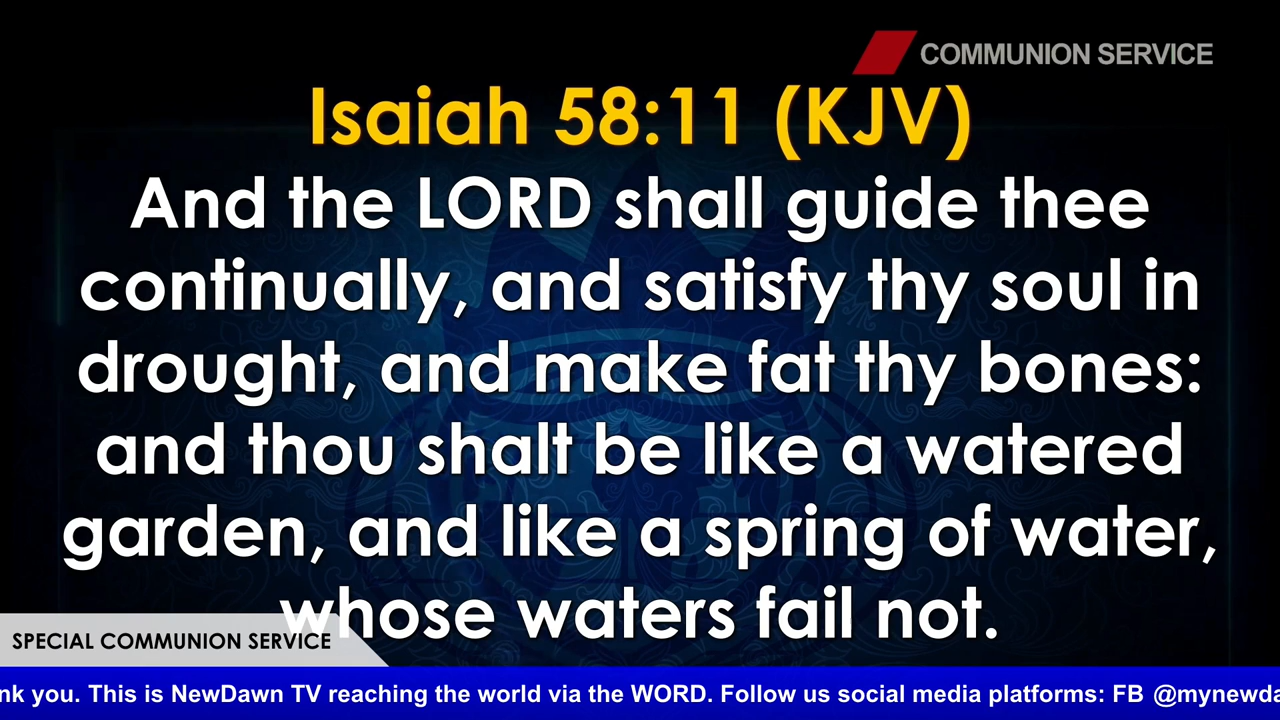 COMMUNION SERVICE
Isaiah 58:11 (KJV)
And the LORD shall guide thee
continually, and satisfy thy soul in
drought, and make fat thy bones:
and thou shalt be like a watered
garden, and like a spring of water,
whose waters fail not.
SPECIAL COMMUNION SERVICE
nk you. This is NewDawn TV reaching the world via the WORD. Follow us social media platforms: FB @mynewda